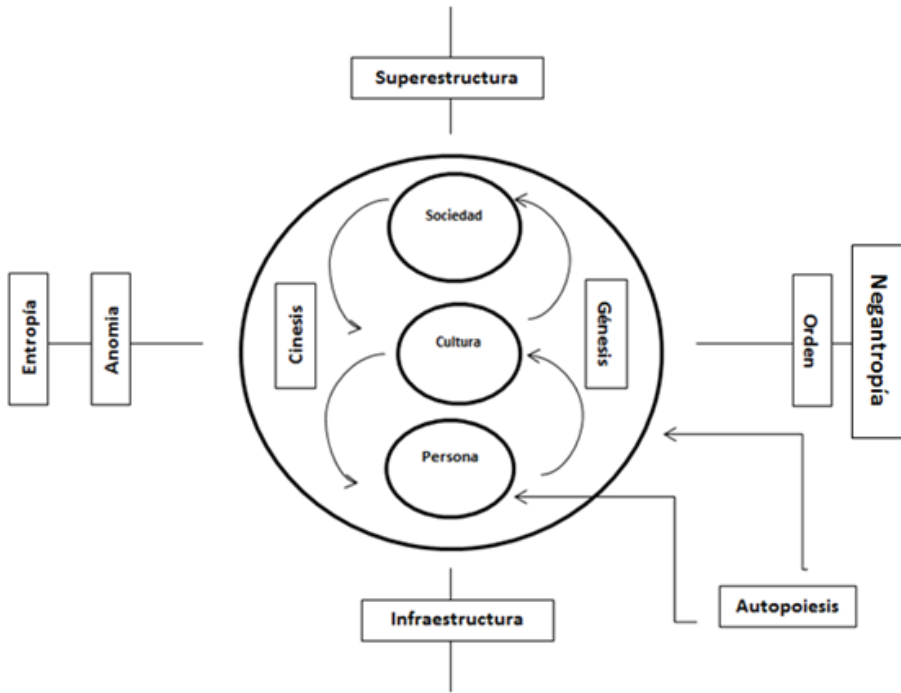 Superestructura
Sociedad
Entropía
Anomia
Cinesis
Cultura
Génesis
Orden
Negantropía
Persona
Autopoiesis
Infraestructura